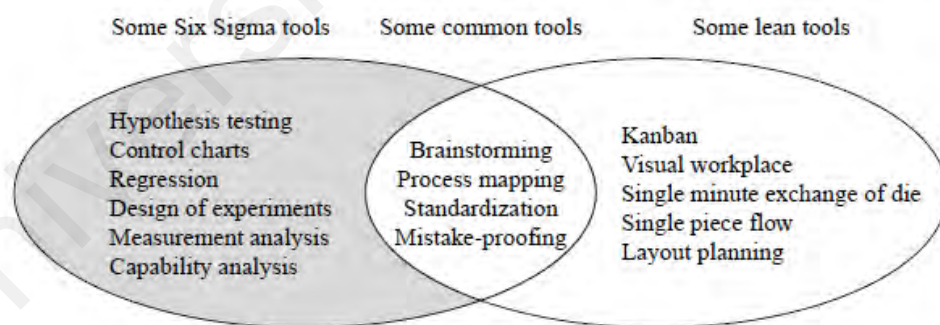 Some Six Sigma tools
Some common tools
Some lean tools
Hypothesis testing
Control charts
Regression
Design of experiments
Measurement analysis
Capability analysis
Brainstorming
Process mapping
Standardization
Mistake-proofing
Kanban
Visual workplace
Single minute exchange of die
Single piece flow
Layout planning